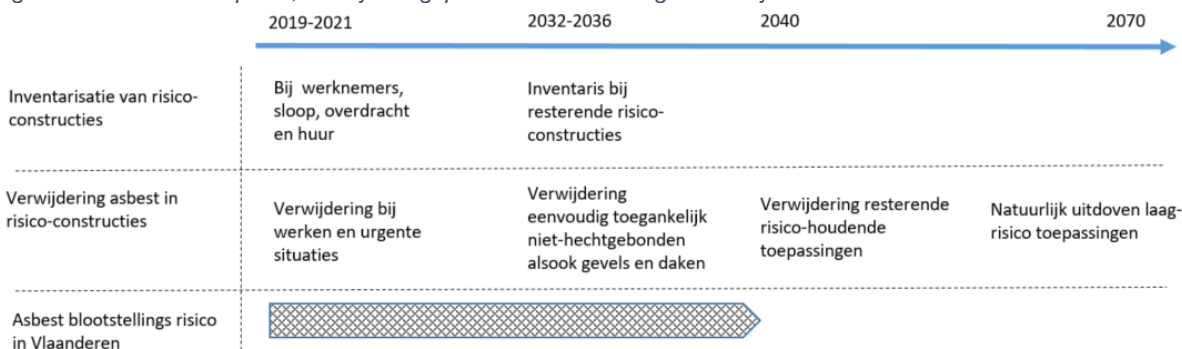 2019-2021 2032-2036 2040 2070
Inventarisatie van risico-
constructies
Bij werknemers,
sloop, overdracht
en huur
Inventaris bij
resterende risico-
constructies
Verwijdering asbest in
risico-constructies
Verwijdering bij
werken en urgente
situaties
Verwijdering
eenvoudig toegankelijk
niet-hechtgebonden
alsook gevels en daken
Verwijdering resterende
risico-houdende
toepassingen
Natuurlijk uitdoven laag-
risico toepassingen
Asbest blootstellings risico
in Vlaanderen